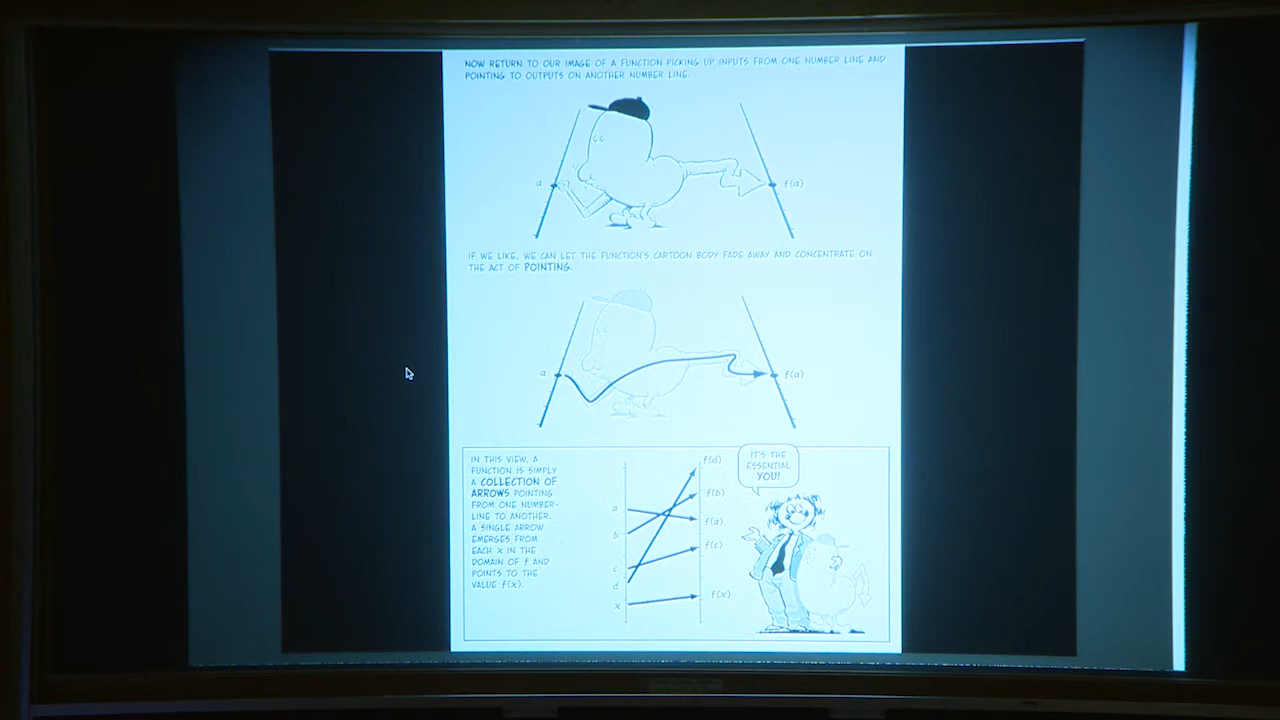 NOW RETURN TO OUR IMAGE OF A FUNCTION PICKING UP INPUTS FROM ONE NUMBER LINE AND
POINTING TO OUTPUTS ON ANOTHER NUMBER LINE.
a
f(a)
IF WE LIKE, WE CAN LET THE FUNCTION'S CARTOON BODY FADE AWAY AND CONCENTRATE ON
THE ACT OF POINTING.
a
f(a)
IN THIS VIEW, A
FUNCTION IS SIMPLY
A COLLECTION OF
ARROWS POINTING
FROM ONE NUMBER-
LINE TO ANOTHER.
A SINGLE ARROW
EMERGES FROM
EACH x IN THE
DOMAIN OF f AND
POINTS TO THE
VALUE f(x).
a
b
c
d
x
f(d)
f(b)
f(a)
f(c)
f(x)
IT'S THE
ESSENTIAL
YOU!